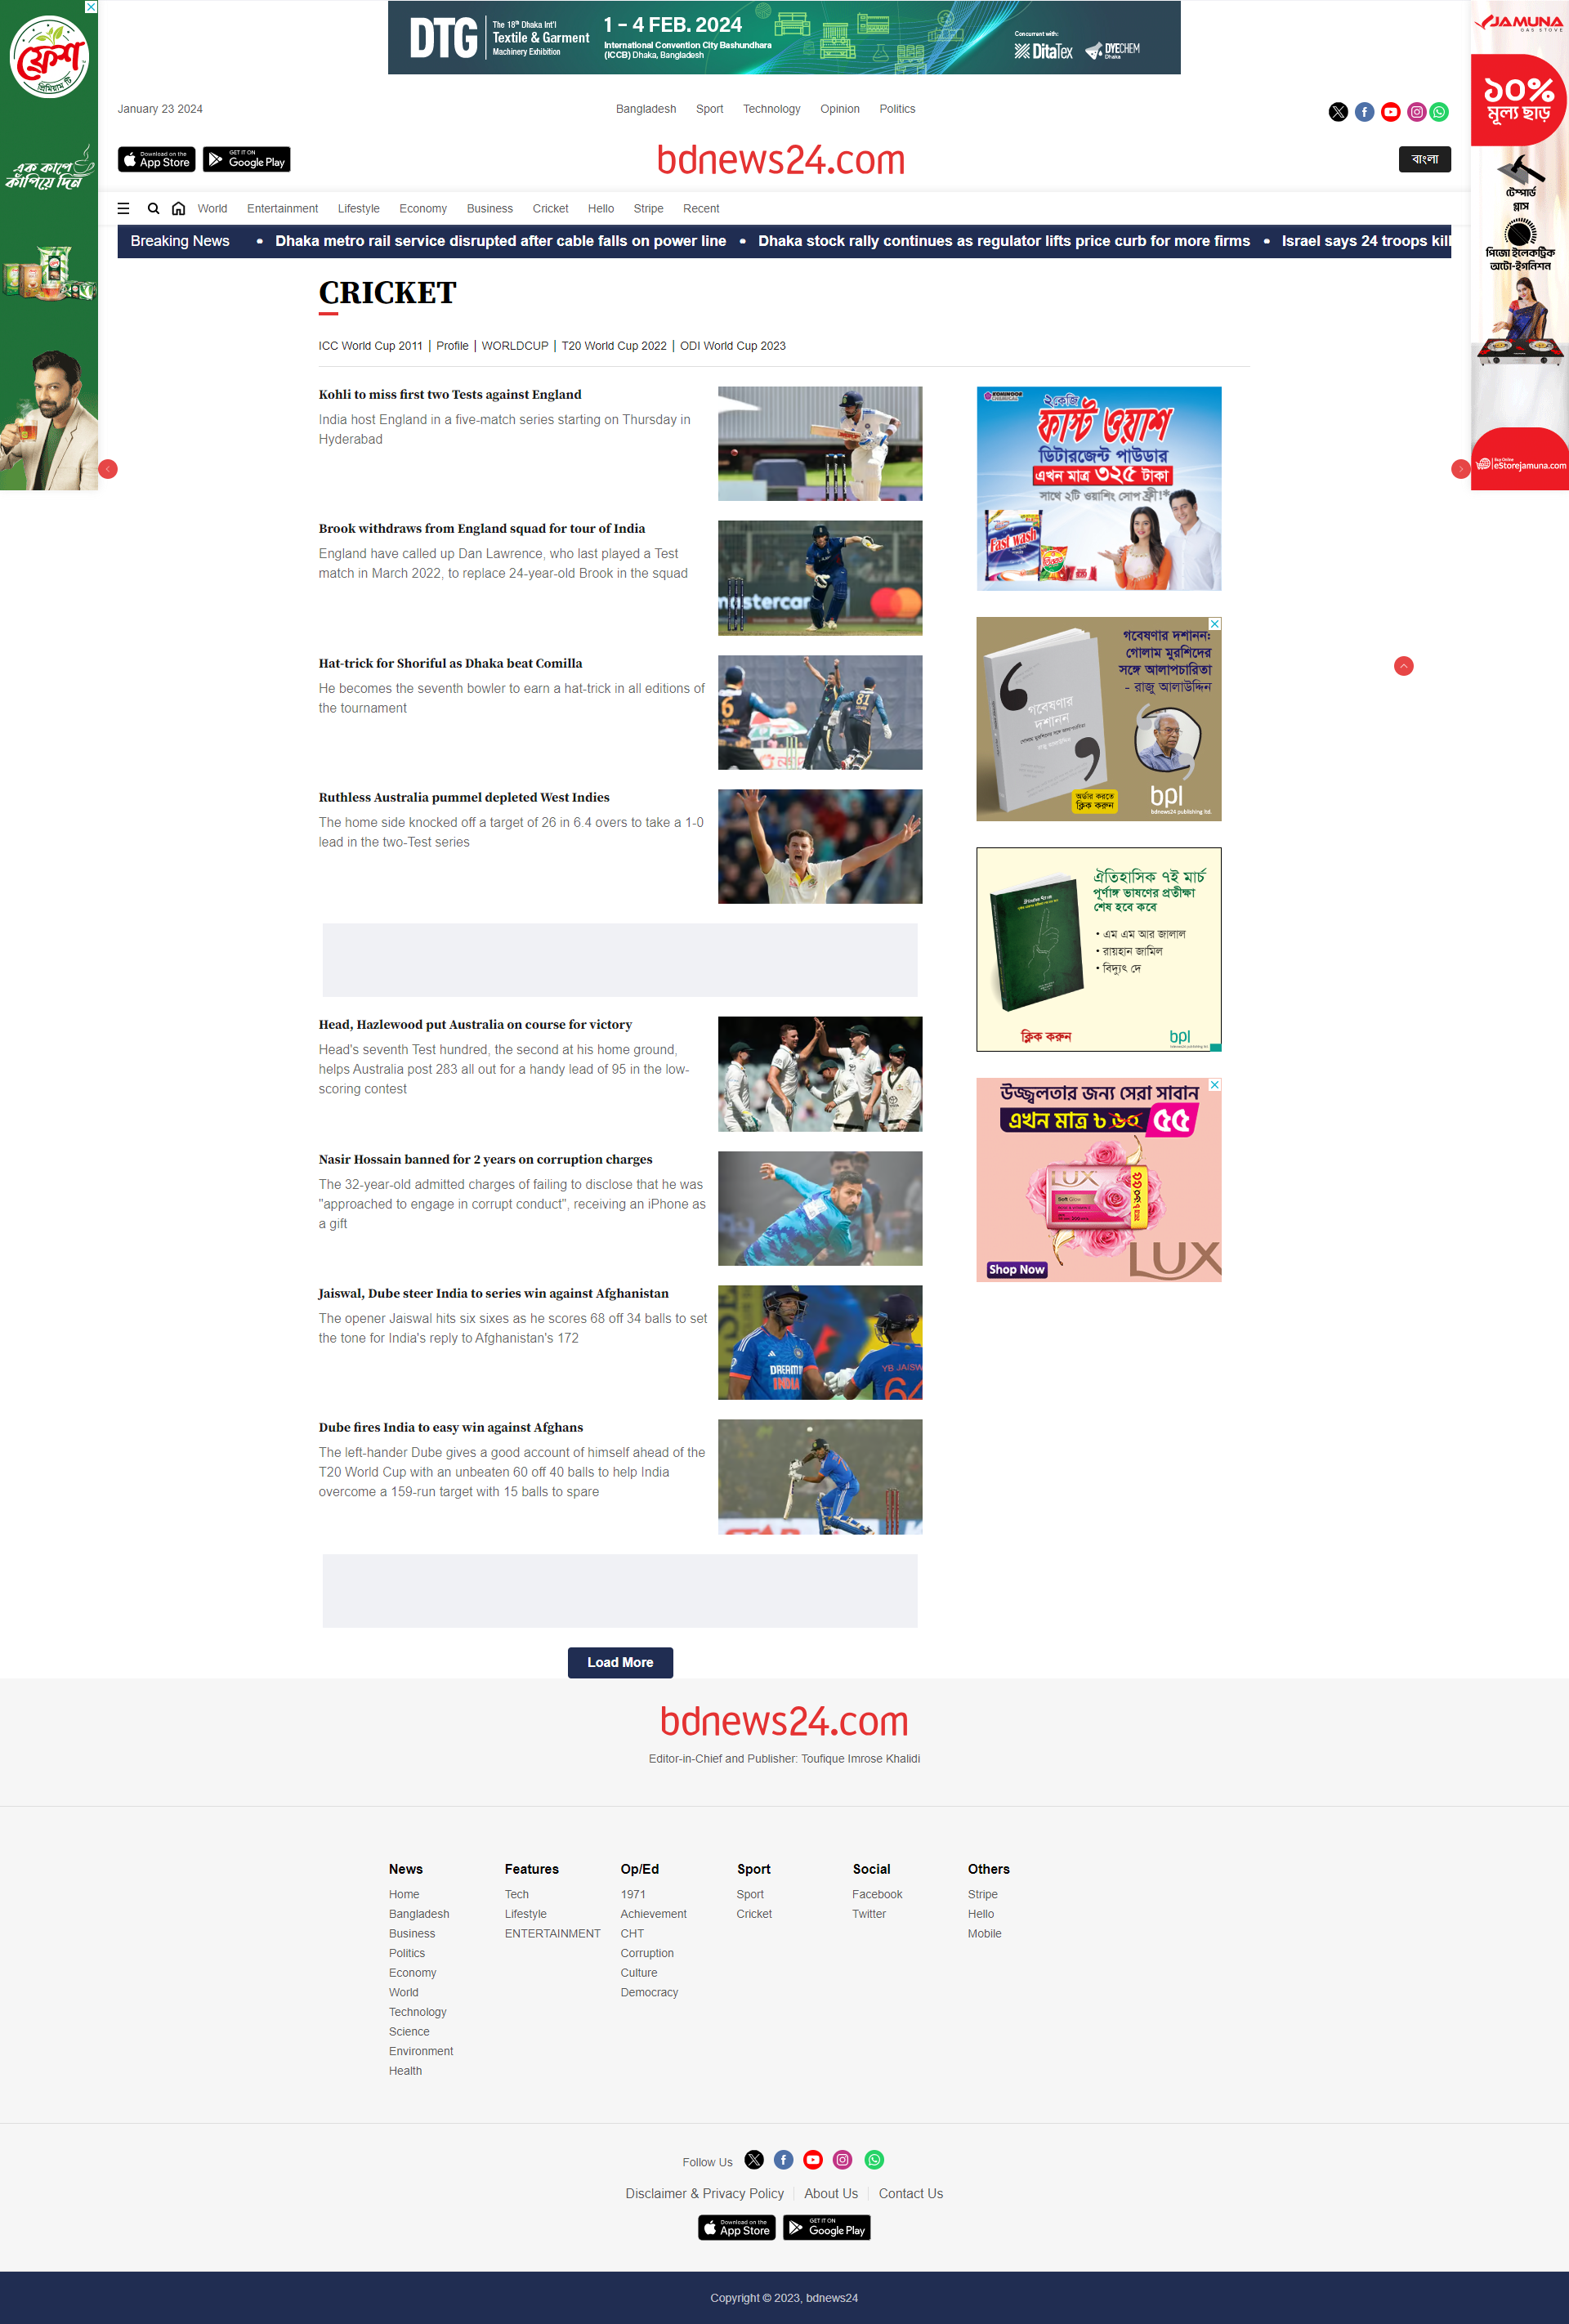 DTG
The 18th Dhaka Int'l
Textile & Garment
Machinery Exhibition
1 – 4 FEB. 2024
International Convention City Bashundhara
(ICCB) Dhaka, Bangladesh
Concurrent with:
DitaTex
DYECHEM
Dhaka
ফ্রেশ
প্রিমিয়াম টি
এক কাপে
কাঁপিয়ে দিন
JAMUNA
GAS STOVE
১০%
মূল্য ছাড়
টেম্পার্ড
গ্লাস
পিজো ইলেকট্রিক
অটো-ইগনিশন
eStorejamuna.com
January 23 2024
Bangladesh Sport Technology Opinion Politics
Download on the
App Store
GET IT ON
Google Play
bdnews24.com
বাংলা
World Entertainment Lifestyle Economy Business Cricket Hello Stripe Recent
Breaking News • Dhaka metro rail service disrupted after cable falls on power line • Dhaka stock rally continues as regulator lifts price curb for more firms • Israel says 24 troops kill
CRICKET
ICC World Cup 2011 | Profile | WORLDCUP | T20 World Cup 2022 | ODI World Cup 2023
Kohli to miss first two Tests against England
India host England in a five-match series starting on Thursday in
Hyderabad
Brook withdraws from England squad for tour of India
England have called up Dan Lawrence, who last played a Test
match in March 2022, to replace 24-year-old Brook in the squad
mastercar
Hat-trick for Shoriful as Dhaka beat Comilla
He becomes the seventh bowler to earn a hat-trick in all editions of
the tournament
6
81
Ruthless Australia pummel depleted West Indies
The home side knocked off a target of 26 in 6.4 overs to take a 1-0
lead in the two-Test series
Head, Hazlewood put Australia on course for victory
Head's seventh Test hundred, the second at his home ground,
helps Australia post 283 all out for a handy lead of 95 in the low-
scoring contest
Nasir Hossain banned for 2 years on corruption charges
The 32-year-old admitted charges of failing to disclose that he was
"approached to engage in corrupt conduct", receiving an iPhone as
a gift
Jaiswal, Dube steer India to series win against Afghanistan
The opener Jaiswal hits six sixes as he scores 68 off 34 balls to set
the tone for India's reply to Afghanistan's 172
DREAM11
INDIA
YB JAISW
64
Dube fires India to easy win against Afghans
The left-hander Dube gives a good account of himself ahead of the
T20 World Cup with an unbeaten 60 off 40 balls to help India
overcome a 159-run target with 15 balls to spare
Load More
২ কেজি
ফাস্ট ওয়াশ
ডিটারজেন্ট পাউডার
এখন মাত্র ৩২৫ টাকা
সাথে ২টি ওয়াশিং সোপ ফ্রী!*
Fast wash
গবেষণার দশানন:
গোলাম মুরশিদের
সঙ্গে আলাপচারিতা
- রাজু আলাউদ্দিন
গবেষণার
দশানন
অর্ডার করতে
ক্লিক করুন
bpl
bdnews24 publishing ltd.
ঐতিহাসিক ৭ই মার্চ
পূর্ণাঙ্গ ভাষণের প্রতীক্ষা
শেষ হবে কবে
• এম এম আর জালাল
• রায়হান জামিল
• বিদ্যুৎ দে
ক্লিক করুন
bpl
উজ্জ্বলতার জন্য সেরা সাবান
এখন মাত্র ৳ ৬০ ৫৫
LUX
Soft Glow
LUX
Shop Now
bdnews24.com
Editor-in-Chief and Publisher: Toufique Imrose Khalidi
News
Home
Bangladesh
Business
Politics
Economy
World
Technology
Science
Environment
Health
Features
Tech
Lifestyle
ENTERTAINMENT
Op/Ed
1971
Achievement
CHT
Corruption
Culture
Democracy
Sport
Sport
Cricket
Social
Facebook
Twitter
Others
Stripe
Hello
Mobile
Follow Us
Disclaimer & Privacy Policy About Us Contact Us
Download on the
App Store
GET IT ON
Google Play
Copyright © 2023, bdnews24